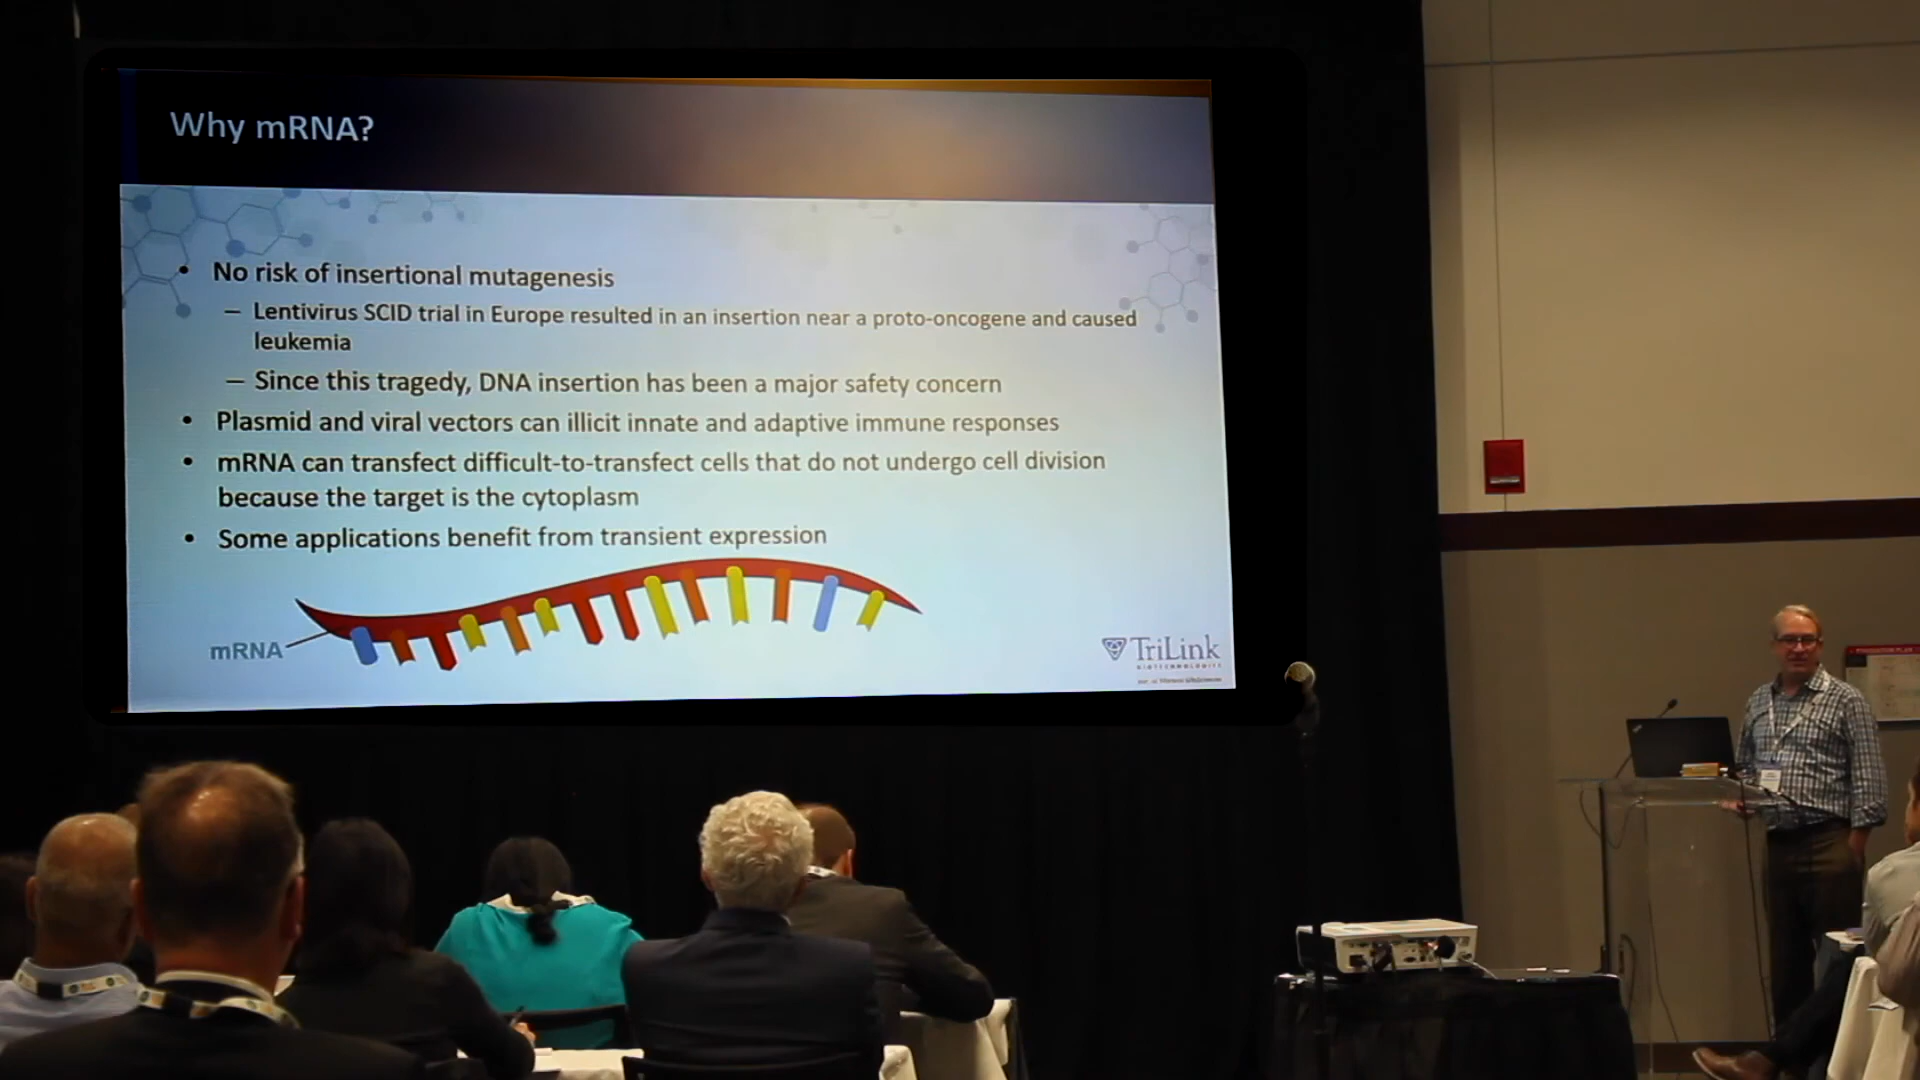 Why mRNA?
• No risk of insertional mutagenesis
– Lentivirus SCID trial in Europe resulted in an insertion near a proto-oncogene and caused
leukemia
– Since this tragedy, DNA insertion has been a major safety concern
• Plasmid and viral vectors can illicit innate and adaptive immune responses
• mRNA can transfect difficult-to-transfect cells that do not undergo cell division
because the target is the cytoplasm
• Some applications benefit from transient expression
mRNA
TriLink
BIOTECHNOLOGIES